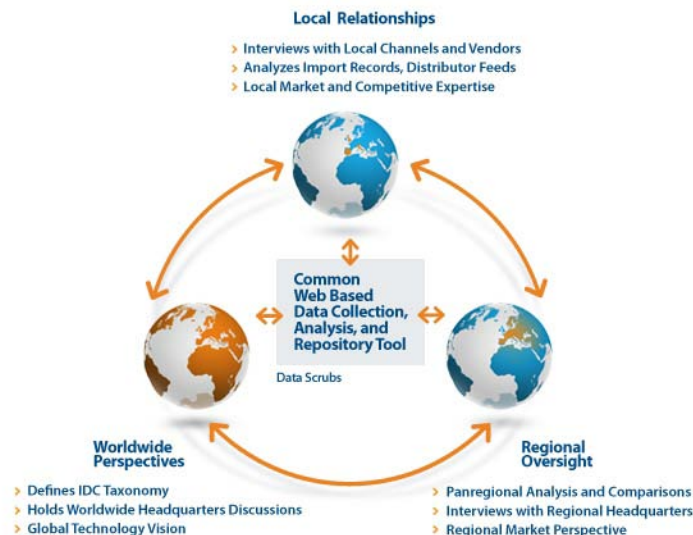 Local Relationships
> Interviews with Local Channels and Vendors
> Analyzes Import Records, Distributor Feeds
> Local Market and Competitive Expertise
Common
Web Based
Data Collection,
Analysis, and
Repository Tool
Data Scrubs
Worldwide
Perspectives
> Defines IDC Taxonomy
> Holds Worldwide Headquarters Discussions
> Global Technology Vision
Regional
Oversight
> Panregional Analysis and Comparisons
> Interviews with Regional Headquarters
> Regional Market Perspective